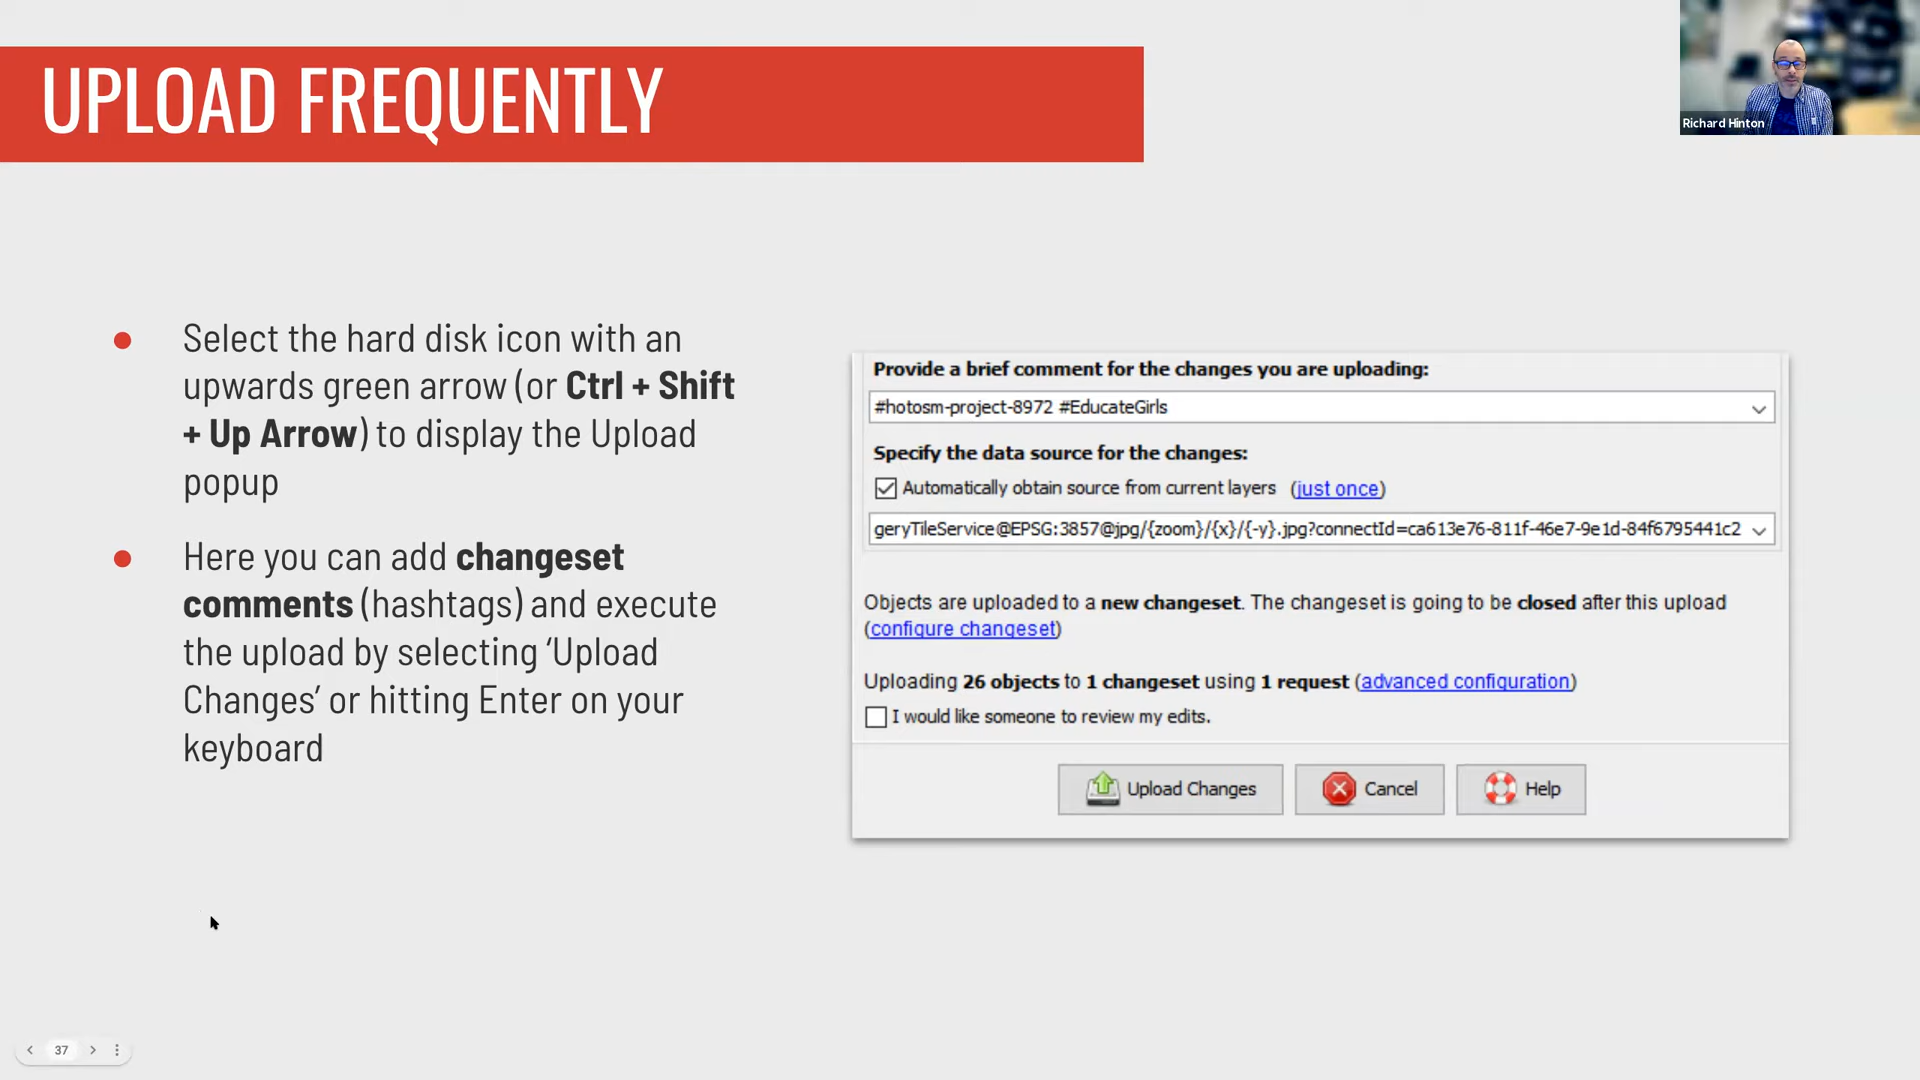 UPLOAD FREQUENTLY
Richard Hinton
Select the hard disk icon with an
upwards green arrow (or Ctrl + Shift
+ Up Arrow) to display the Upload
popup
Here you can add changeset
comments (hashtags) and execute
the upload by selecting ‘Upload
Changes’ or hitting Enter on your
keyboard
Provide a brief comment for the changes you are uploading:
#hotosm-project-8972 #EducateGirls
Specify the data source for the changes:
Automatically obtain source from current layers (just once)
geryTileService@EPSG:3857@jpg/{zoom}/{x}/{-y}.jpg?connectId=ca613e76-811f-46e7-9e1d-84f6795441c2
Objects are uploaded to a new changeset. The changeset is going to be closed after this upload
(configure changeset)
Uploading 26 objects to 1 changeset using 1 request (advanced configuration)
I would like someone to review my edits.
Upload Changes Cancel Help
37